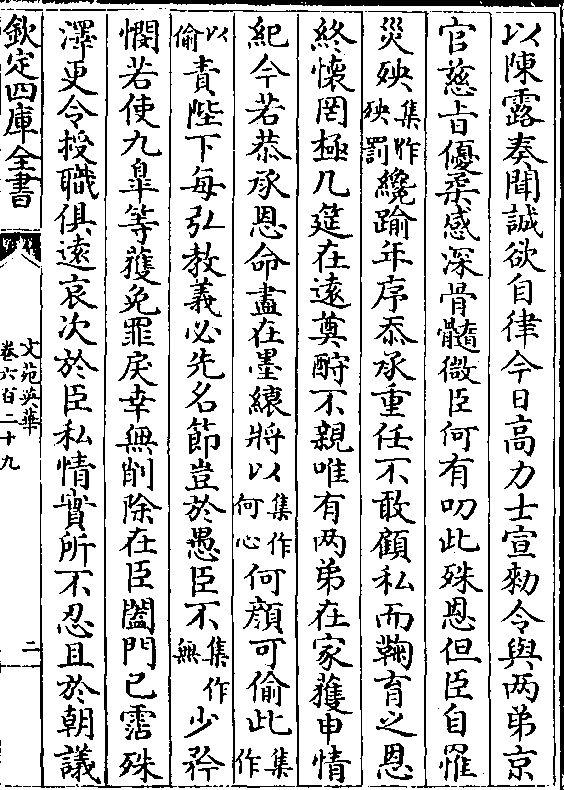 以陳露奏聞誠欲自律今日高力士宣勅令與两弟京
官慈㫖優柔感深骨髓微臣何有叨此殊恩但臣自罹
災殃集作殃罰纔踰年序忝承重任不敢顧私而鞠育之恩
終懷罔極几筵在遠奠酹不親唯有两弟在家獲申情
紀今若恭承恩命盡在墨縗將以集作何心何顔可偷此集作
以偷責陛下每弘教義必先名節豈於愚臣不集作無少矜
憫若使九臯等獲免罪戾幸無削除在臣闔門已霑殊
澤更令授職俱遠哀次於臣私情實所不忍且於朝議
欽定四庫全書
文苑英華
卷六百二十九
二